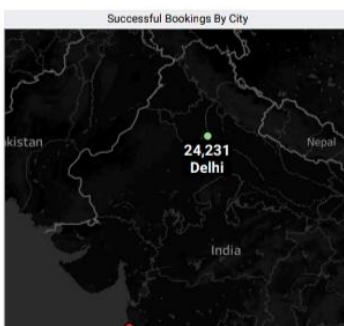 Successful Bookings By City
kistan
Nepal
24,231
Delhi
India